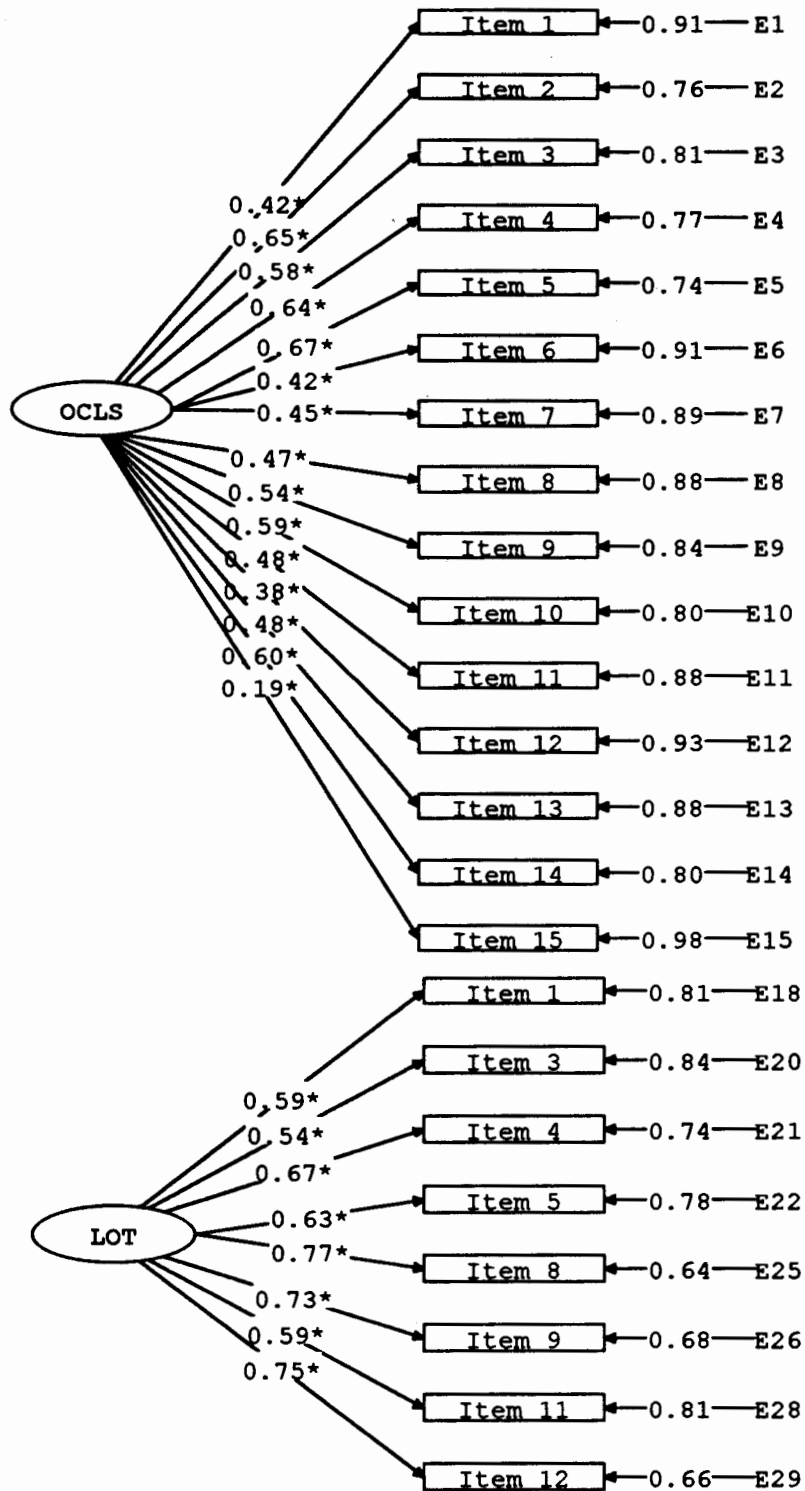 Item 1 0.91 E1
Item 2 0.76 E2
Item 3 0.81 E3
0.42*
Item 4 0.77 E4
0.65*
0.58*
Item 5 0.74 E5
0.64*
0.67*
Item 6 0.91 E6
0.42*
OCLS 0.45* Item 7 0.89 E7
0.47*
Item 8 0.88 E8
0.54*
0.59*
Item 9 0.84 E9
0.48*
0.38*
Item 10 0.80 E10
0.48*
0.60*
Item 11 0.88 E11
0.19*
Item 12 0.93 E12
Item 13 0.88 E13
Item 14 0.80 E14
Item 15 0.98 E15
Item 1 0.81 E18
Item 3 0.84 E20
0.59*
Item 4 0.74 E21
0.54*
0.67*
Item 5 0.78 E22
0.63*
LOT
0.77*
Item 8 0.64 E25
0.73*
Item 9 0.68 E26
0.59*
0.75*
Item 11 0.81 E28
Item 12 0.66 E29